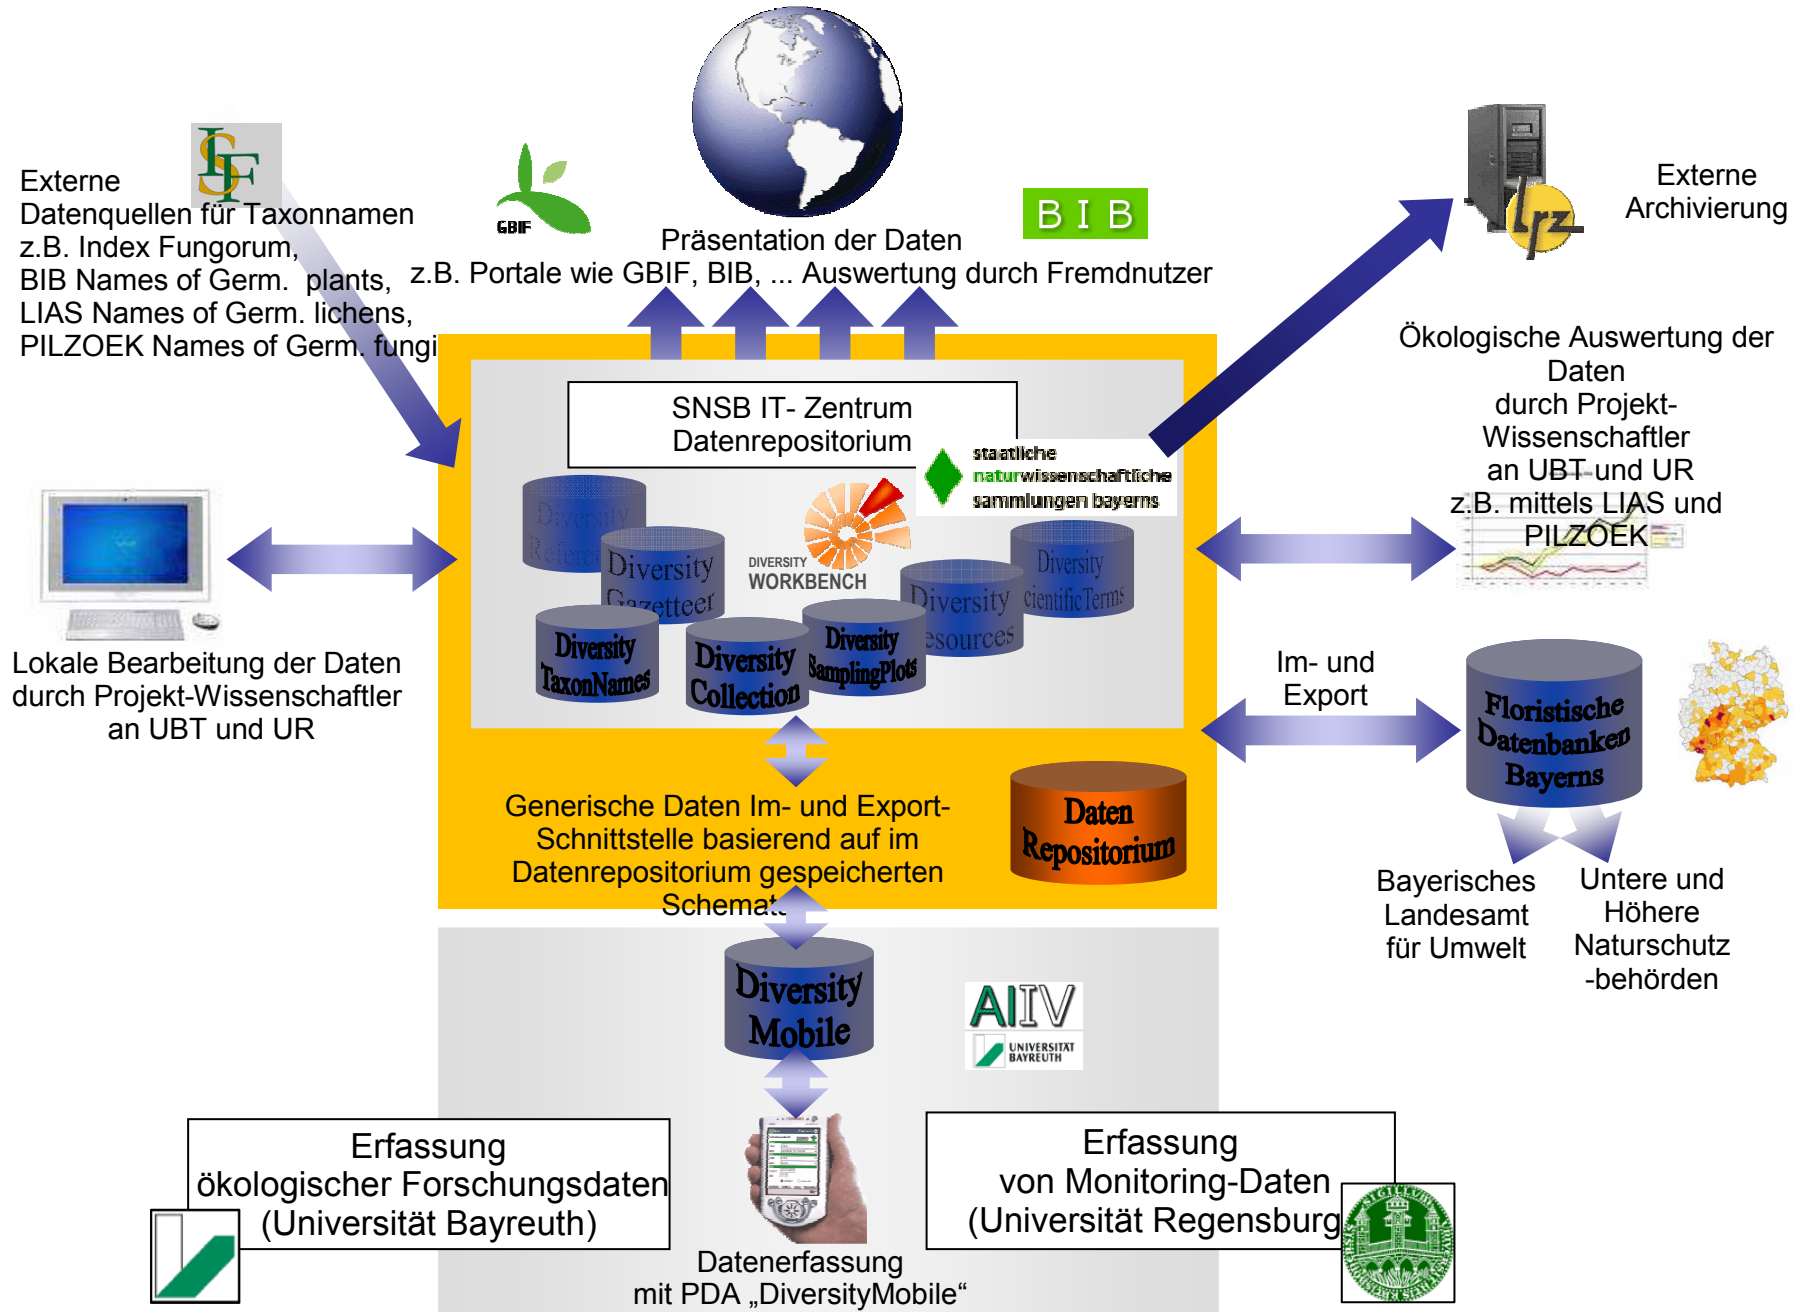 Externe
Datenquellen für Taxonnamen
z.B. Index Fungorum,
BIB Names of Germ. plants,
LIAS Names of Germ. lichens,
PILZOEK Names of Germ. fungi
ISF
GBIF
BIB
Präsentation der Daten
z.B. Portale wie GBIF, BIB, ... Auswertung durch Fremdnutzer
lrz
Externe
Archivierung
SNSB IT- Zentrum
Datenrepositorium
staatliche
naturwissenschaftliche
sammlungen bayerns
DIVERSITY
WORKBENCH
Diversity
Diversity
Gazetteer
Diversity
TaxonNames
Diversity
Collection
Diversity
SamplingPlots
Diversity
esources
Diversity
cientificTerms
Ökologische Auswertung der
Daten
durch Projekt-
Wissenschaftler
an UBT und UR
z.B. mittels LIAS und
PILZOEK
Lokale Bearbeitung der Daten
durch Projekt-Wissenschaftler
an UBT und UR
Im- und
Export
Floristische
Datenbanken
Bayerns
Generische Daten Im- und Export-
Schnittstelle basierend auf im
Datenrepositorium gespeicherten
Schemata
Daten
Repositorium
Bayerisches
Landesamt
für Umwelt
Untere und
Höhere
Naturschutz
-behörden
Diversity
Mobile
AIIV
UNIVERSITÄT
BAYREUTH
Erfassung
ökologischer Forschungsdaten
(Universität Bayreuth)
Erfassung
von Monitoring-Daten
(Universität Regensburg
Datenerfassung
mit PDA „DiversityMobile“